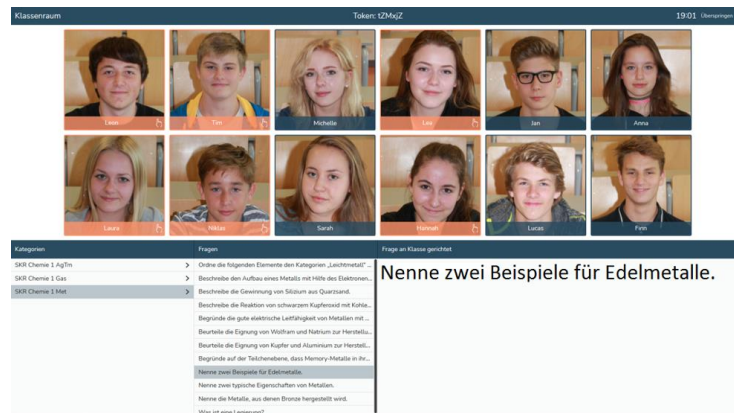 Klassenraum
Token: tZMxjZ
19:01 Überspringen
Leon
Tim
Michelle
Lea
Jan
Anna
Laura
Niklas
Sarah
Hannah
Lucas
Finn
Kategorien
Fragen
Frage an Klasse gerichtet
SKR Chemie 1 AgTm
SKR Chemie 1 Gas
SKR Chemie 1 Met
Ordne die folgenden Elemente den Kategorien „Leichtmetall" ...
Beschreibe den Aufbau eines Metalls mit Hilfe des Elektronen...
Beschreibe die Gewinnung von Silizium aus Quarzsand.
Beschreibe die Reaktion von schwarzem Kupferoxid mit Kohle...
Begründe die gute elektrische Leitfähigkeit von Metallen mit ...
Beurteile die Eignung von Wolfram und Natrium zur Herstellu...
Beurteile die Eignung von Kupfer und Aluminium zur Herstell...
Begründe auf der Teilchenebene, dass Memory-Metalle in ihr...
Nenne zwei Beispiele für Edelmetalle.
Nenne zwei typische Eigenschaften von Metallen.
Nenne die Metalle, aus denen Bronze hergestellt wird.
Was ist eine Legierung?
Nenne zwei Beispiele für Edelmetalle.